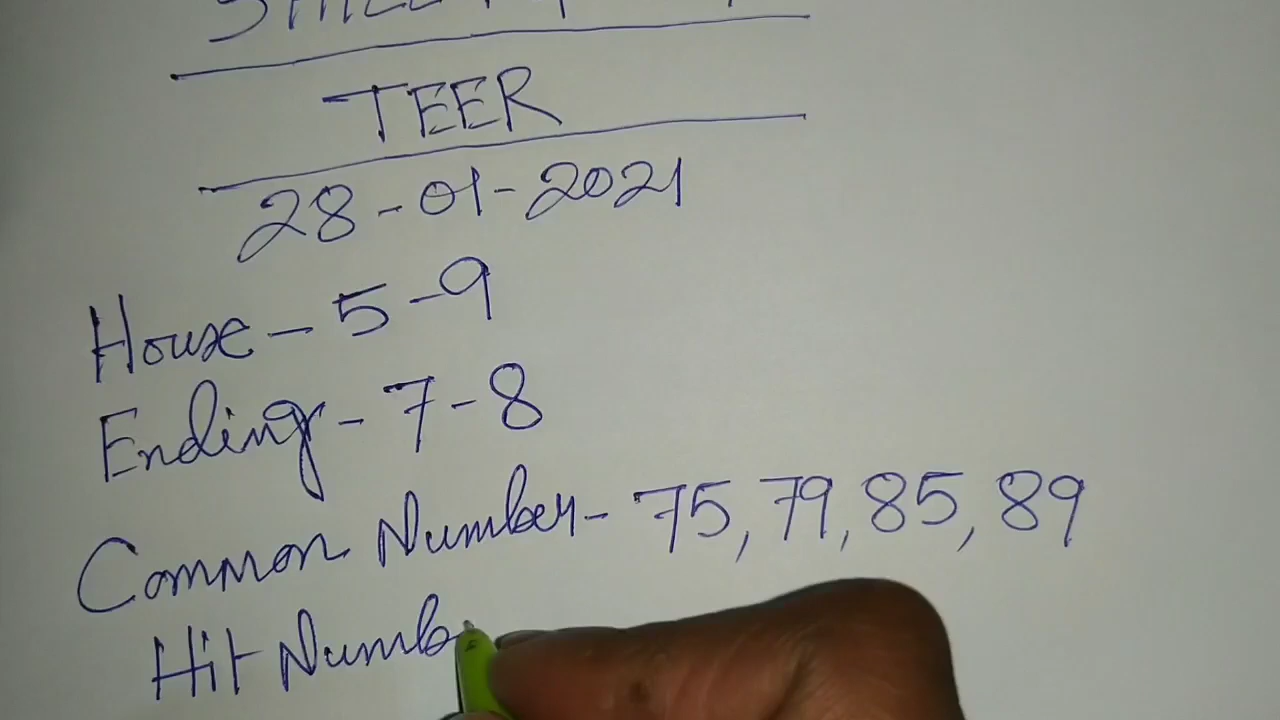 TEER
28-01-2021
House - 5-9
Ending - 7-8
Common Number - 75, 79, 85, 89
Hit Numb